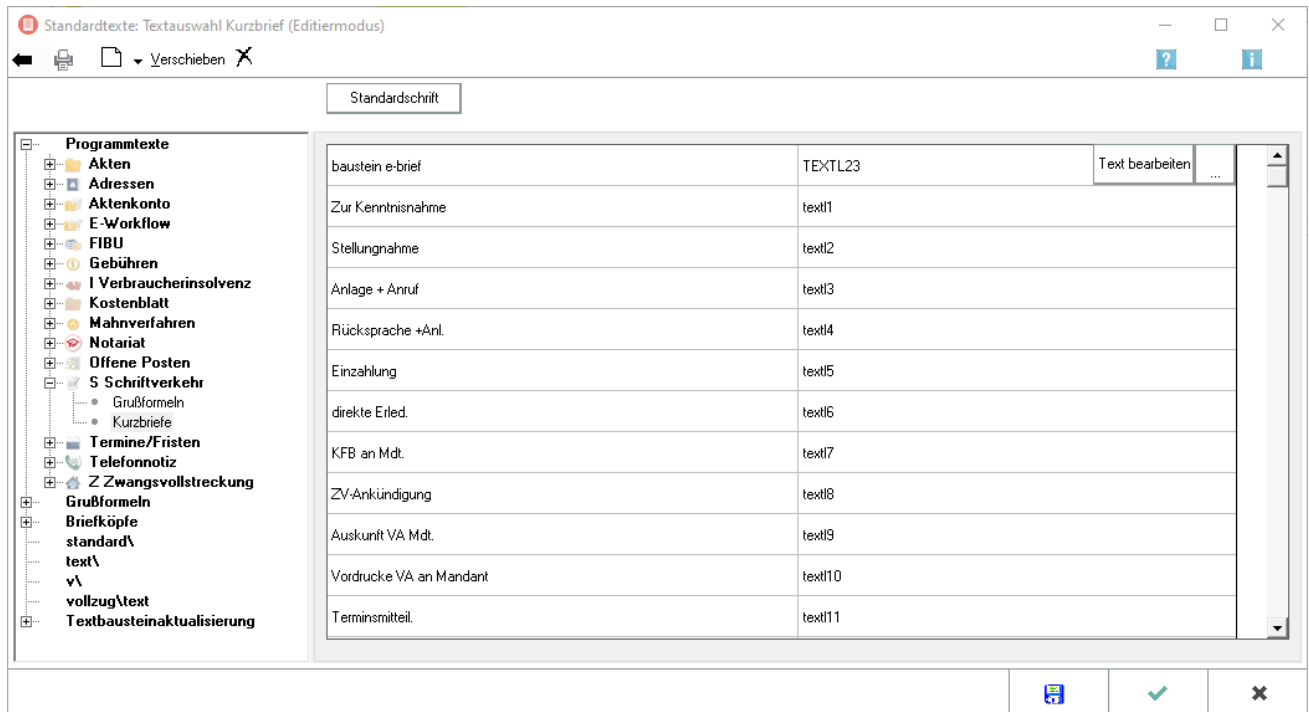 Standardtexte: Textauswahl Kurzbrief (Editiermodus)
Verschieben
?
i
Standardschrift
Programmtexte
Akten
Adressen
Aktenkonto
E-Workflow
FIBU
Gebühren
I Verbraucherinsolvenz
Kostenblatt
Mahnverfahren
Notariat
Offene Posten
S Schriftverkehr
Grußformeln
Kurzbriefe
Termine/Fristen
Telefonnotiz
Z Zwangsvollstreckung
Grußformeln
Briefköpfe
standard\
text\
v\
vollzug\text
Textbausteinaktualisierung
baustein e-brief TEXTL23 Text bearbeiten ...
Zur Kenntnisnahme textl1
Stellungnahme textl2
Anlage + Anruf textl3
Rücksprache +Anl. textl4
Einzahlung textl5
direkte Erled. textl6
KFB an Mdt. textl7
ZV-Ankündigung textl8
Auskunft VA Mdt. textl9
Vordrucke VA an Mandant textl10
Terminsmitteil. textl11